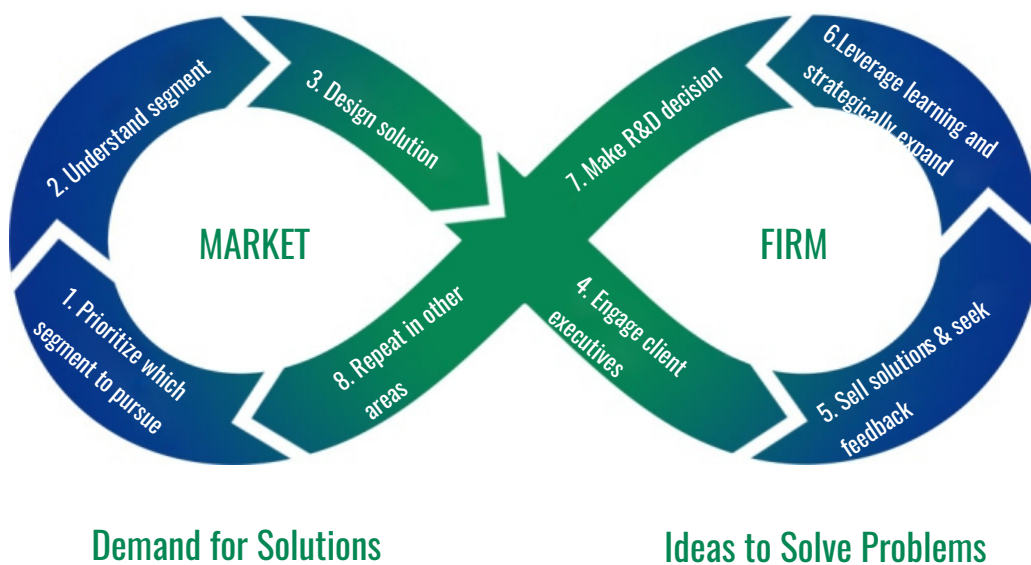 1. Prioritize which
segment to pursue
2. Understand segment
3. Design solution
4. Engage client
executives
5. Sell solutions & seek
feedback
6.Leverage learning and
strategically expand
7. Make R&D decision
8. Repeat in other
areas
MARKET
FIRM
Demand for Solutions
Ideas to Solve Problems